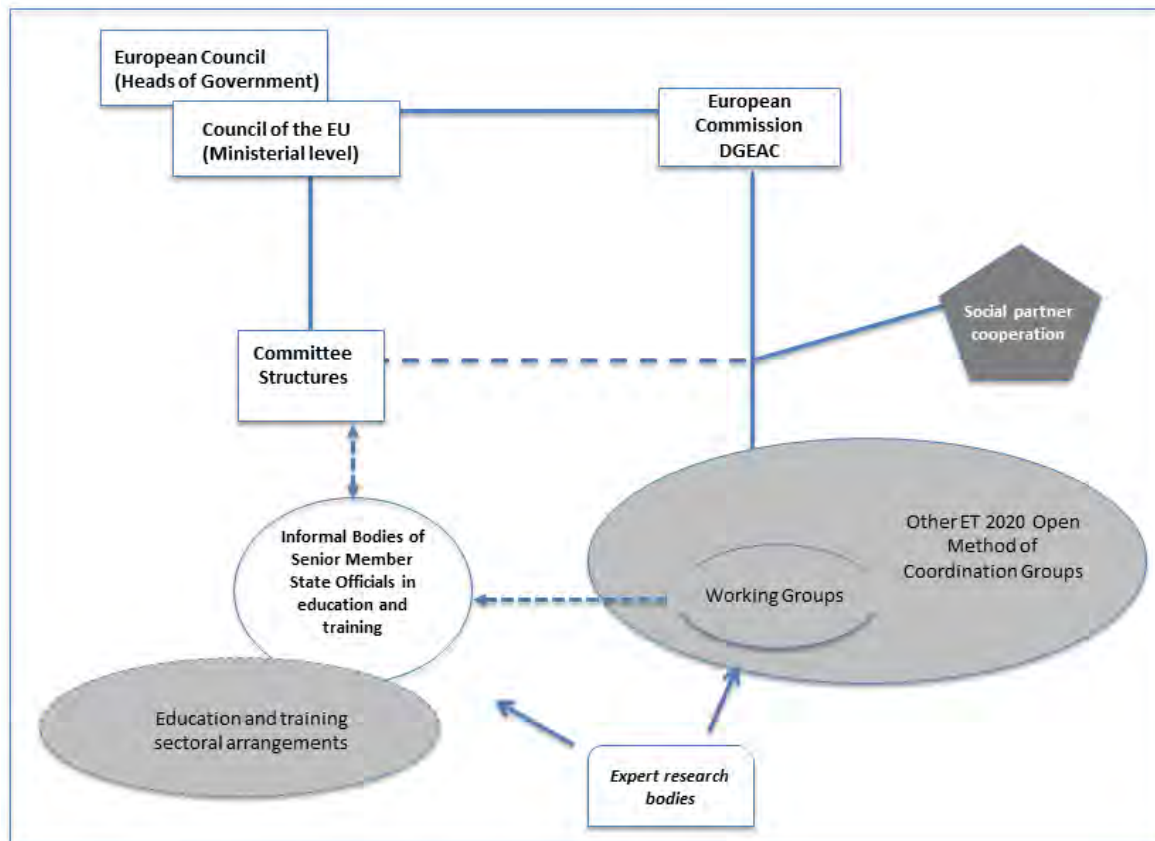 European Council
(Heads of Government)
Council of the EU
(Ministerial level)
European
Commission
DGEAC
Social partner
cooperation
Committee
Structures
Informal Bodies of
Senior Member
State Officials in
education and
training
Other ET 2020 Open
Method of
Coordination Groups
Working Groups
Education and training
sectoral arrangements
Expert research
bodies